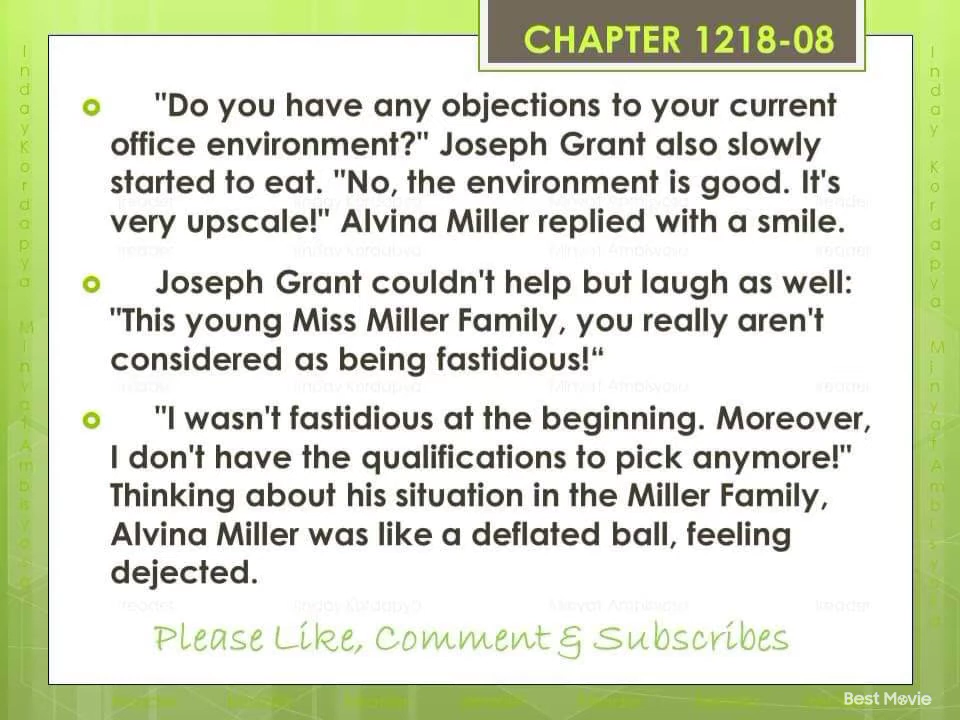 CHAPTER 1218-08
"Do you have any objections to your current
office environment?" Joseph Grant also slowly
started to eat. "No, the environment is good. It's
very upscale!" Alvina Miller replied with a smile.
Joseph Grant couldn't help but laugh as well:
"This young Miss Miller Family, you really aren't
considered as being fastidious!“
"I wasn't fastidious at the beginning. Moreover,
I don't have the qualifications to pick anymore!"
Thinking about his situation in the Miller Family,
Alvina Miller was like a deflated ball, feeling
dejected.
Please Like, Comment & Subscribes
Best Movie